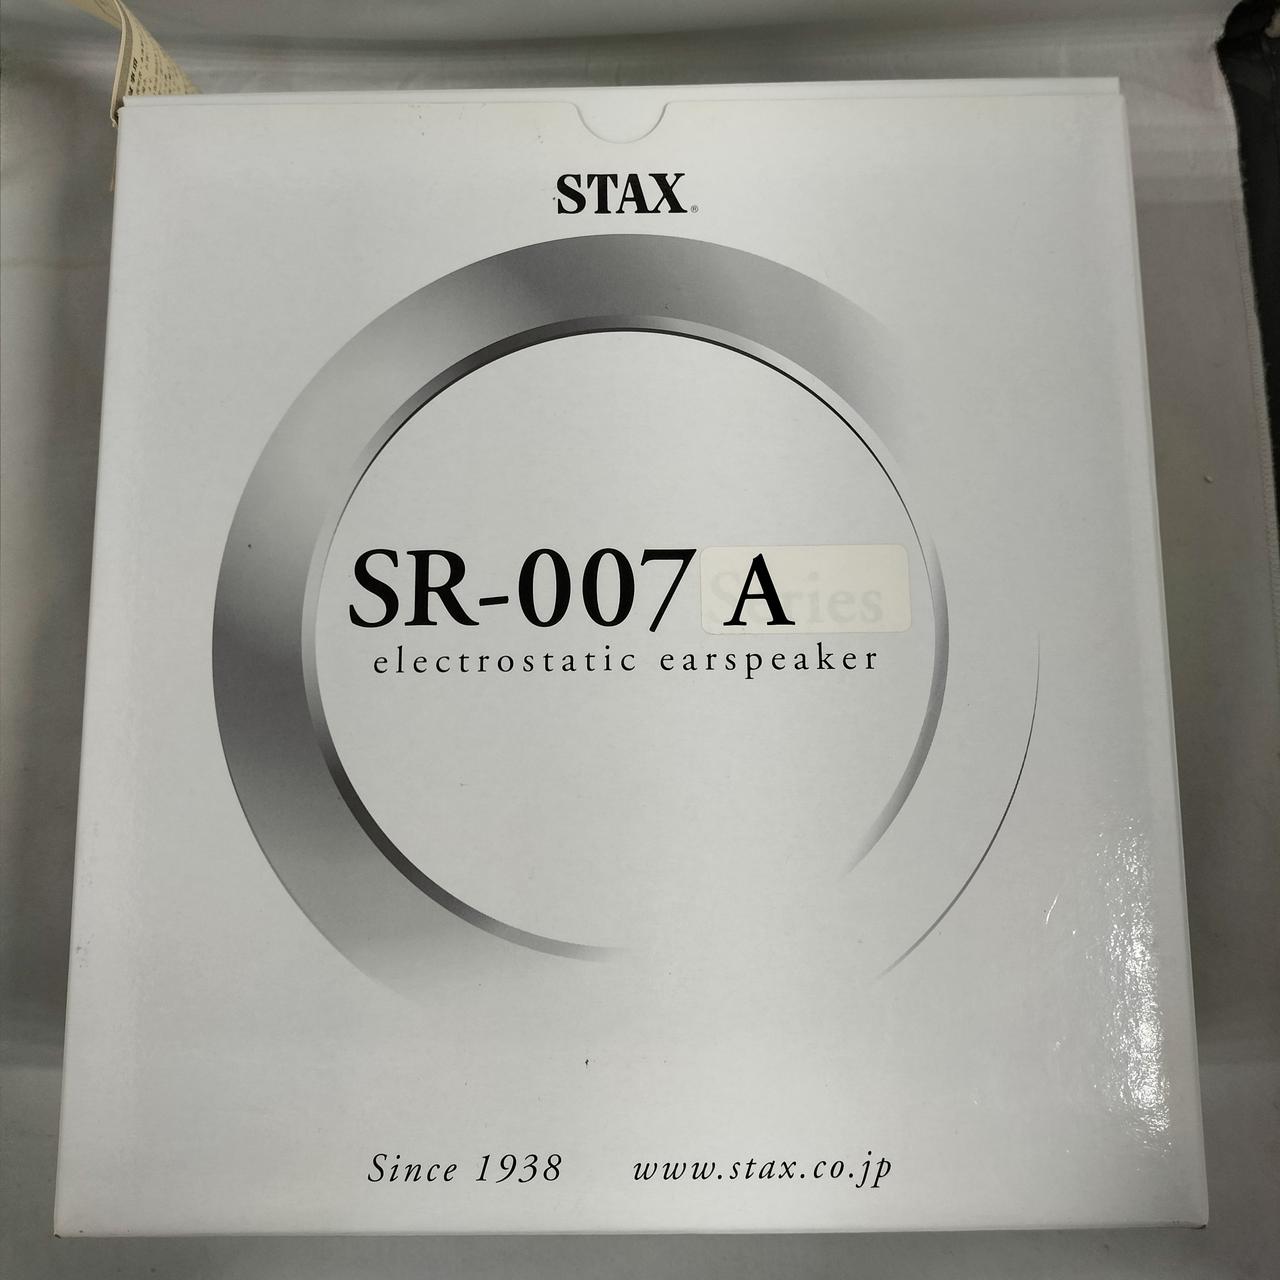 STAX®
SR-007 A
electrostatic earspeaker
Since 1938 www.stax.co.jp